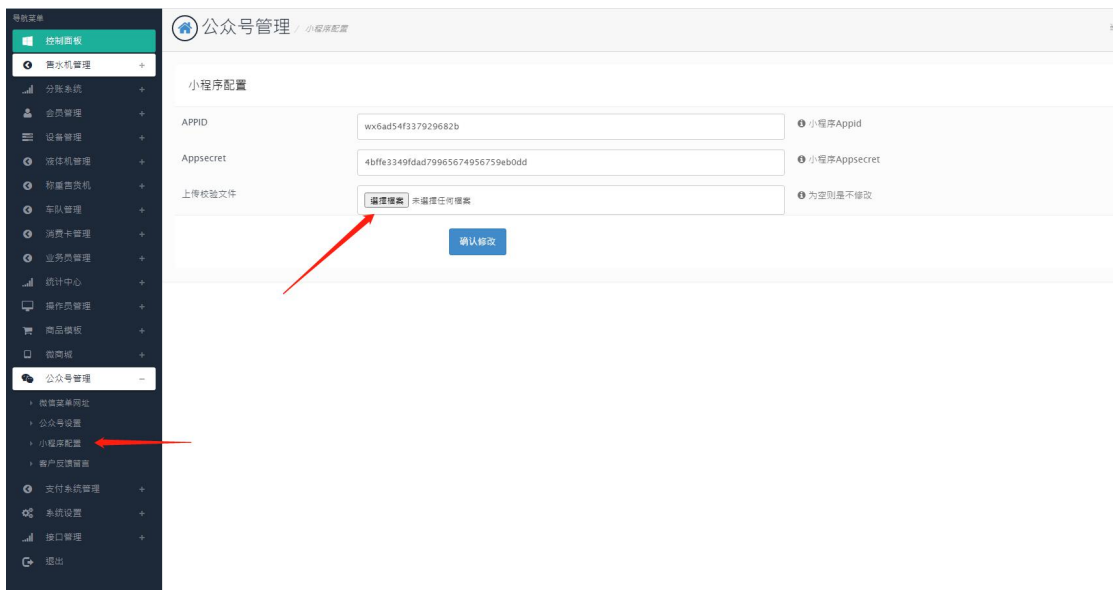 导航菜单
控制面板
售水机管理 +
分账系统 +
会员管理 +
设备管理 +
液体机管理 +
称重售货机 +
车队管理 +
消费卡管理 +
业务员管理 +
统计中心 +
操作员管理 +
商品模板 +
微商城 +
公众号管理 −
微信菜单网址
公众号设置
小程序配置
客户反馈留言
支付系统管理 +
系统设置 +
接口管理 +
退出
公众号管理 / 小程序配置
小程序配置
APPID wx6ad54f337929682b 小程序Appid
Appsecret 4bffe3349fdad79965674956759eb0dd 小程序Appsecret
上传校验文件 選擇檔案 未選擇任何檔案 为空则是不修改
确认修改